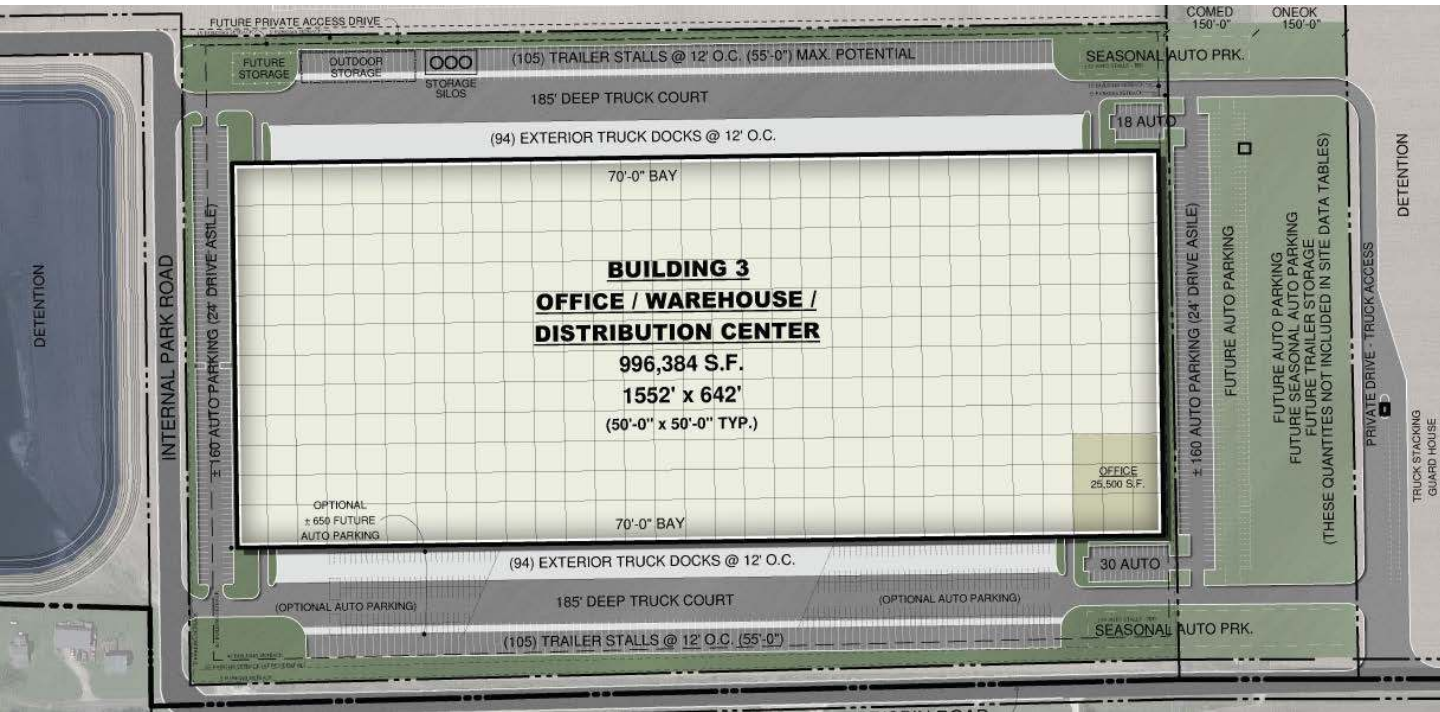 FUTURE PRIVATE ACCESS DRIVE
COMED
150'-0"
ONEOK
150'-0"
FUTURE
STORAGE
OUTDOOR
STORAGE
STORAGE
SILOS
(105) TRAILER STALLS @ 12' O.C. (55'-0") MAX. POTENTIAL
SEASONAL AUTO PRK.
185' DEEP TRUCK COURT
18 AUTO
(94) EXTERIOR TRUCK DOCKS @ 12' O.C.
70'-0" BAY
DETENTION
INTERNAL PARK ROAD
± 160 AUTO PARKING (24' DRIVE ASILE)
BUILDING 3
OFFICE / WAREHOUSE /
DISTRIBUTION CENTER
996,384 S.F.
1552' x 642'
(50'-0" x 50'-0" TYP.)
OFFICE
25,500 S.F.
OPTIONAL
± 650 FUTURE
AUTO PARKING
70'-0" BAY
± 160 AUTO PARKING (24' DRIVE ASILE)
FUTURE AUTO PARKING
FUTURE AUTO PARKING
FUTURE SEASONAL AUTO PARKING
FUTURE TRAILER STORAGE
(THESE QUANTITES NOT INCLUDED IN SITE DATA TABLES)
PRIVATE DRIVE - TRUCK ACCESS
DETENTION
TRUCK STACKING
GUARD HOUSE
(94) EXTERIOR TRUCK DOCKS @ 12' O.C.
30 AUTO
(OPTIONAL AUTO PARKING)
185' DEEP TRUCK COURT
(OPTIONAL AUTO PARKING)
(105) TRAILER STALLS @ 12' O.C. (55'-0")
SEASONAL AUTO PRK.
ROAD